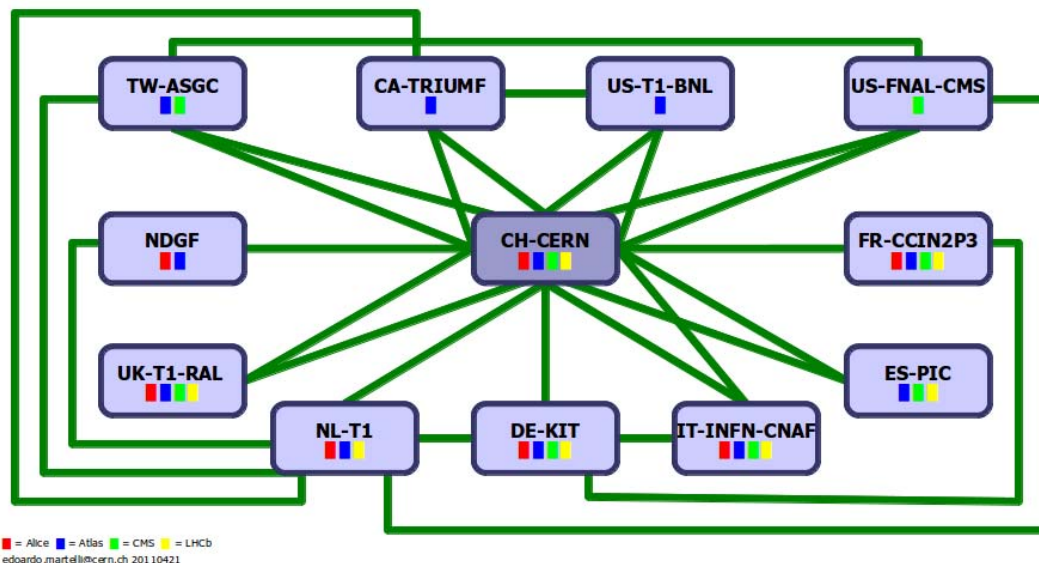 TW-ASGC
CA-TRIUMF
US-T1-BNL
US-FNAL-CMS
NDGF
CH-CERN
FR-CCIN2P3
UK-T1-RAL
ES-PIC
NL-T1
DE-KIT
IT-INFN-CNAF
= Alice = Atlas = CMS = LHCb
edoardo.martelli@cern.ch 20110421